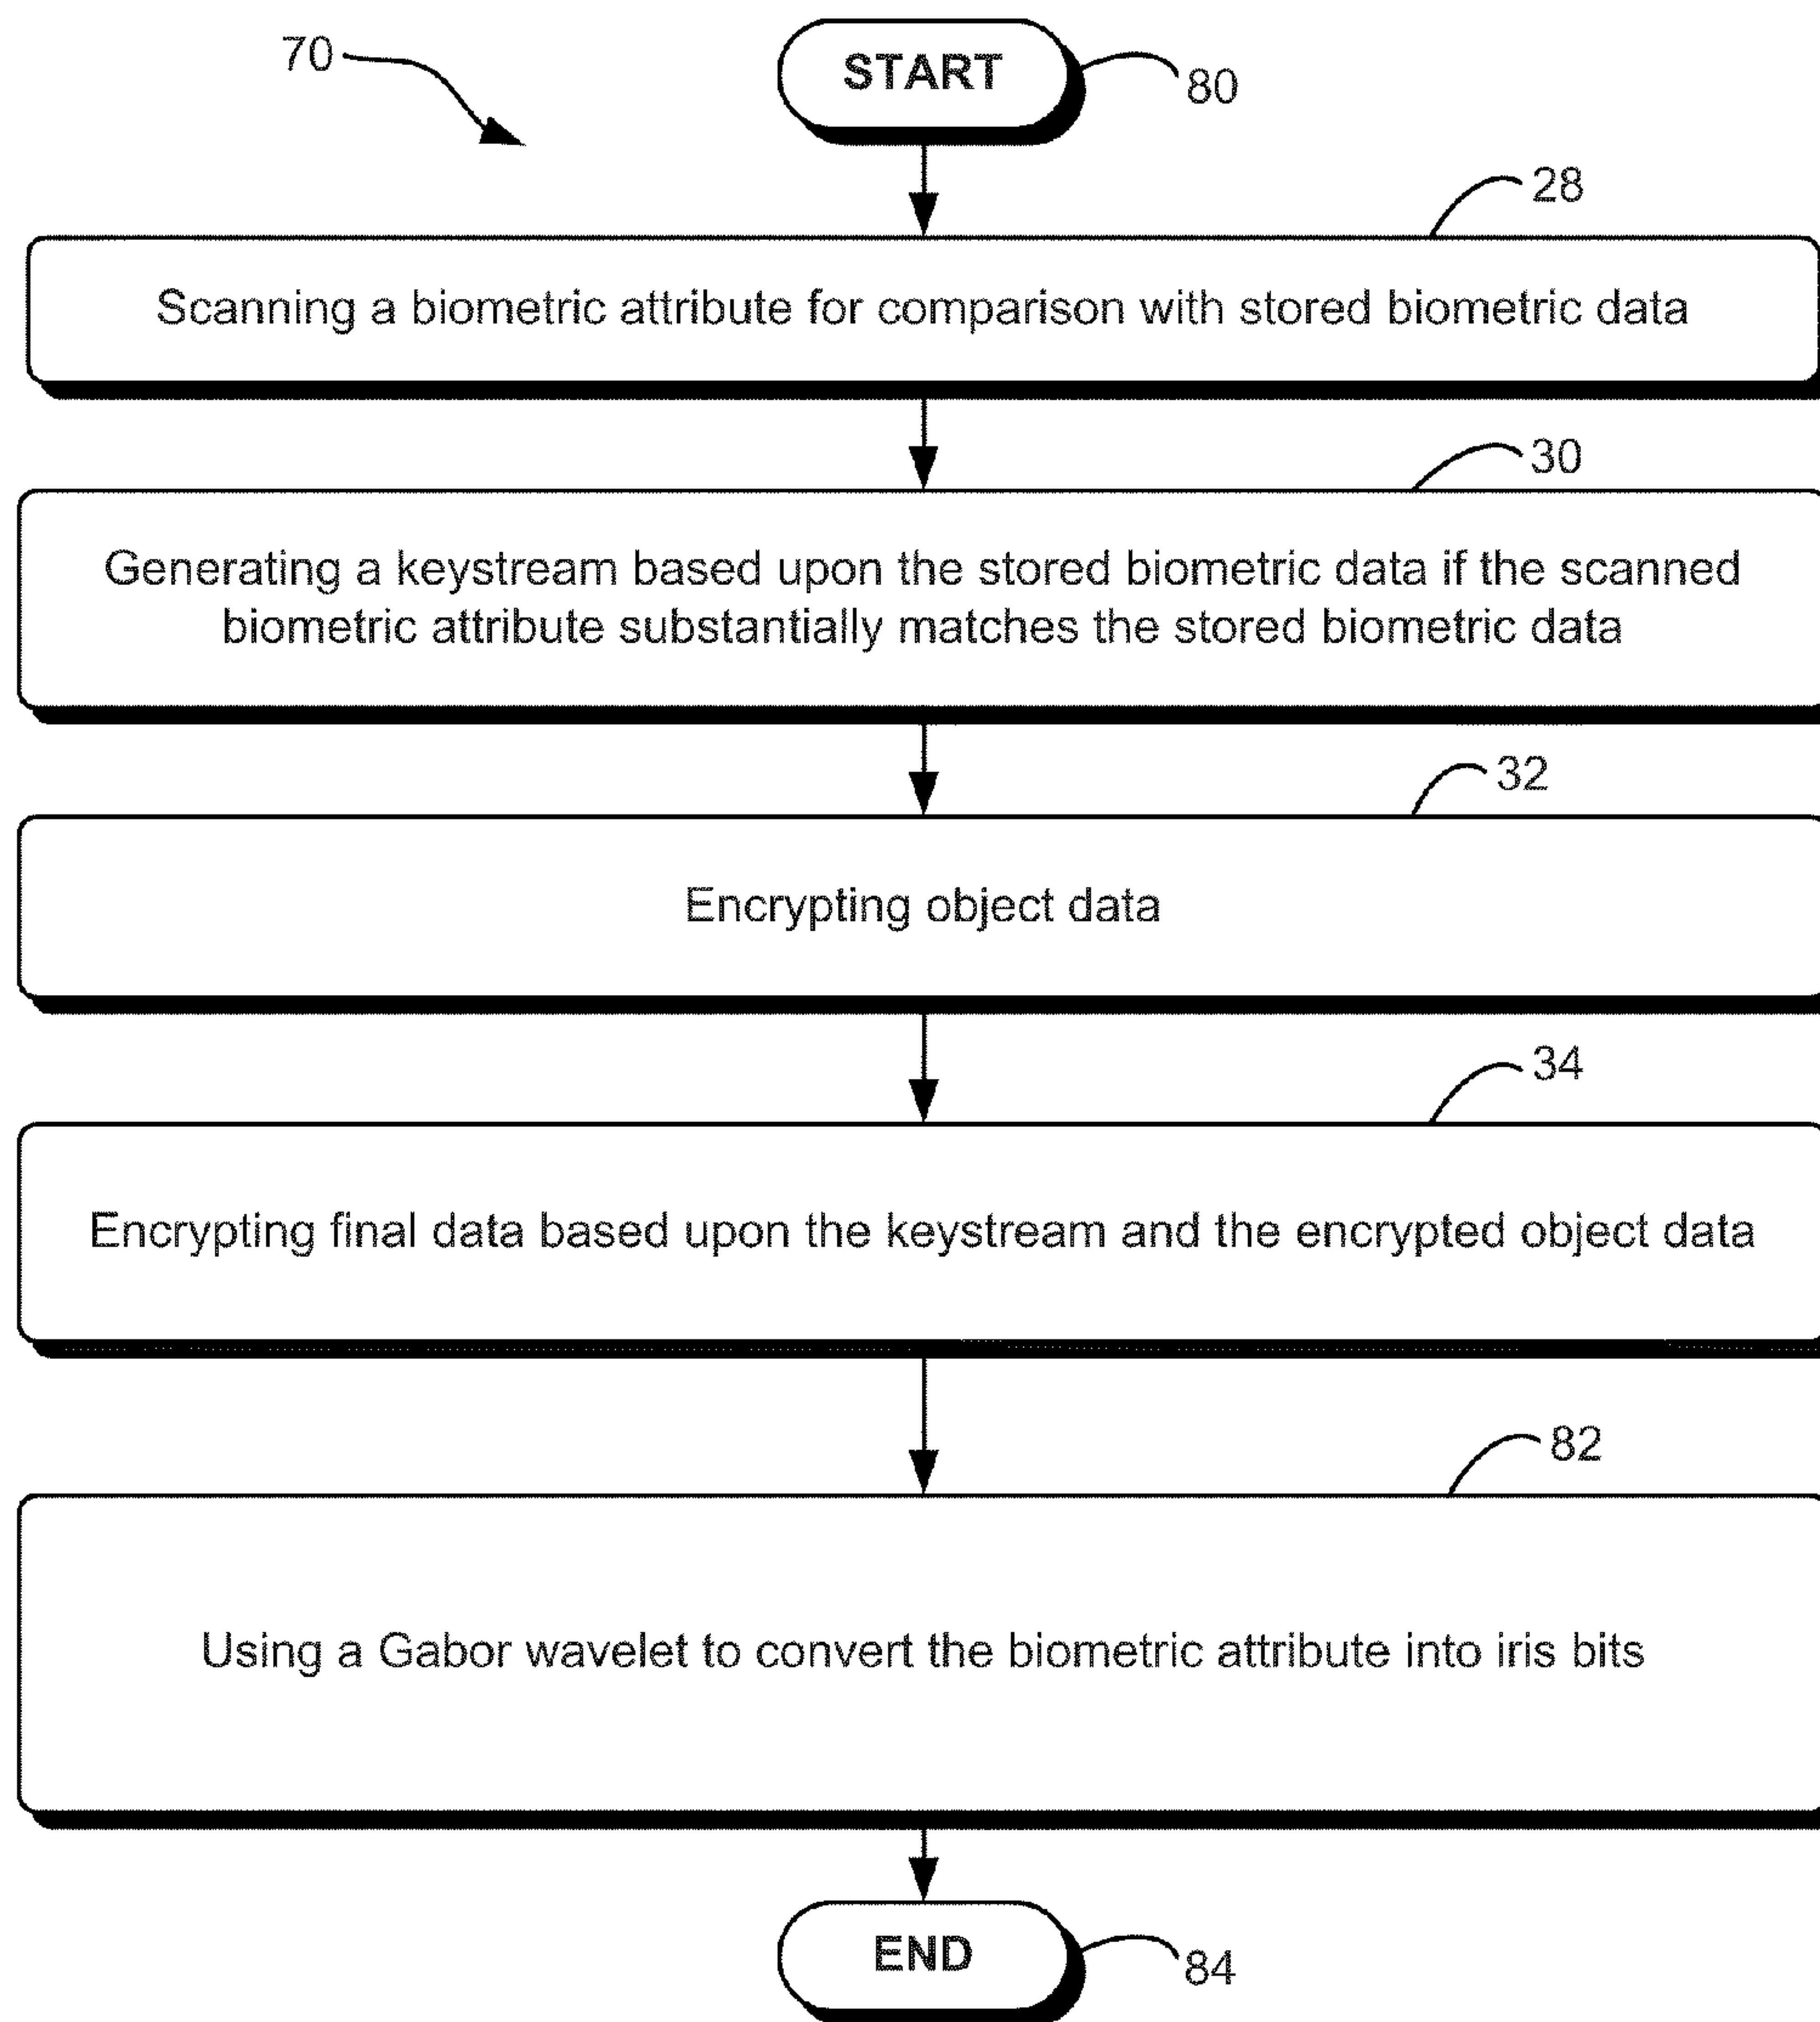 70
START
80
28
Scanning a biometric attribute for comparison with stored biometric data
30
Generating a keystream based upon the stored biometric data if the scanned
biometric attribute substantially matches the stored biometric data
32
Encrypting object data
34
Encrypting final data based upon the keystream and the encrypted object data
82
Using a Gabor wavelet to convert the biometric attribute into iris bits
END
84